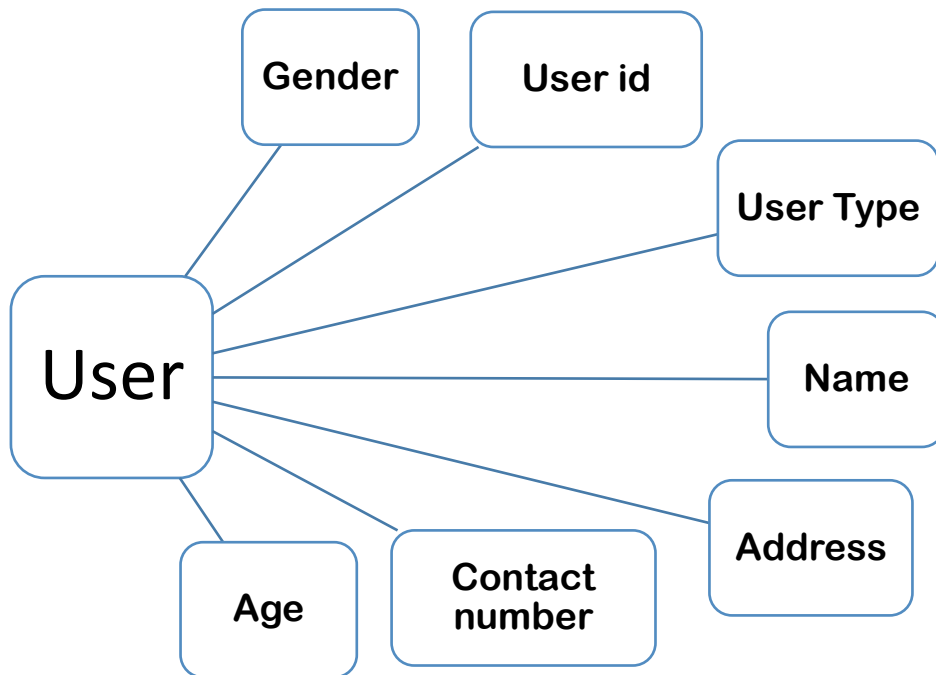 Gender
User id
User Type
User
Name
Address
Contact
number
Age